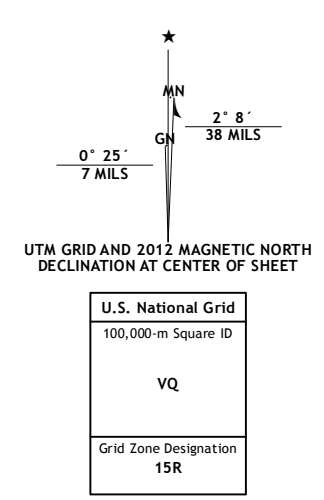 ★
MN
GN
2° 8´
38 MILS
0° 25´
7 MILS
UTM GRID AND 2012 MAGNETIC NORTH
DECLINATION AT CENTER OF SHEET
U.S. National Grid
100,000-m Square ID
VQ
Grid Zone Designation
15R